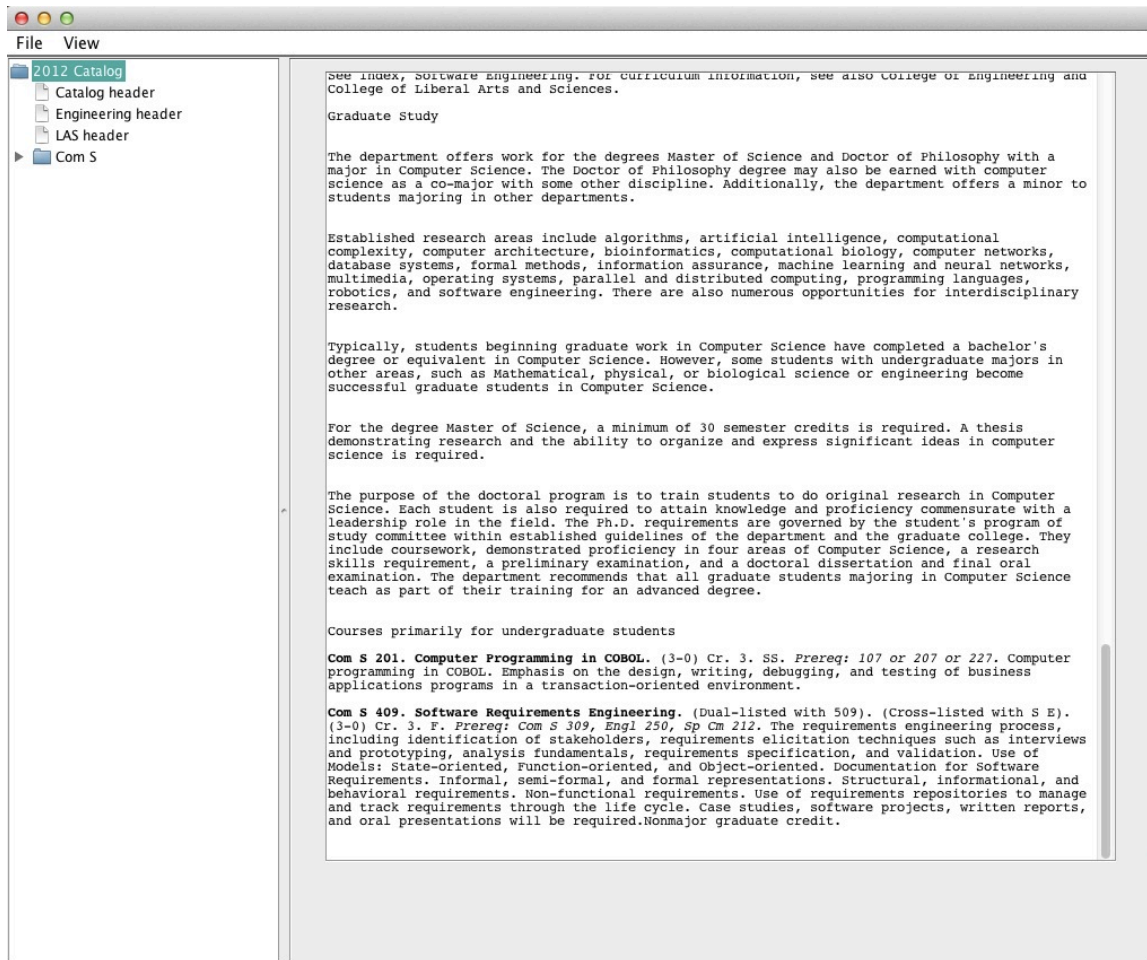 File View
2012 Catalog
Catalog header
Engineering header
LAS header
Com S
See Index, Software Engineering. For curriculum information, see also College of Engineering and
College of Liberal Arts and Sciences.
Graduate Study
The department offers work for the degrees Master of Science and Doctor of Philosophy with a
major in Computer Science. The Doctor of Philosophy degree may also be earned with computer
science as a co-major with some other discipline. Additionally, the department offers a minor to
students majoring in other departments.
Established research areas include algorithms, artificial intelligence, computational
complexity, computer architecture, bioinformatics, computational biology, computer networks,
database systems, formal methods, information assurance, machine learning and neural networks,
multimedia, operating systems, parallel and distributed computing, programming languages,
robotics, and software engineering. There are also numerous opportunities for interdisciplinary
research.
Typically, students beginning graduate work in Computer Science have completed a bachelor's
degree or equivalent in Computer Science. However, some students with undergraduate majors in
other areas, such as Mathematical, physical, or biological science or engineering become
successful graduate students in Computer Science.
For the degree Master of Science, a minimum of 30 semester credits is required. A thesis
demonstrating research and the ability to organize and express significant ideas in computer
science is required.
The purpose of the doctoral program is to train students to do original research in Computer
Science. Each student is also required to attain knowledge and proficiency commensurate with a
leadership role in the field. The Ph.D. requirements are governed by the student's program of
study committee within established guidelines of the department and the graduate college. They
include coursework, demonstrated proficiency in four areas of Computer Science, a research
skills requirement, a preliminary examination, and a doctoral dissertation and final oral
examination. The department recommends that all graduate students majoring in Computer Science
teach as part of their training for an advanced degree.
Courses primarily for undergraduate students
Com S 201. Computer Programming in COBOL. (3-0) Cr. 3. SS. Prereq: 107 or 207 or 227. Computer
programming in COBOL. Emphasis on the design, writing, debugging, and testing of business
applications programs in a transaction-oriented environment.
Com S 409. Software Requirements Engineering. (Dual-listed with 509). (Cross-listed with S E).
(3-0) Cr. 3. F. Prereq: Com S 309, Engl 250, Sp Cm 212. The requirements engineering process,
including identification of stakeholders, requirements elicitation techniques such as interviews
and prototyping, analysis fundamentals, requirements specification, and validation. Use of
Models: State-oriented, Function-oriented, and Object-oriented. Documentation for Software
Requirements. Informal, semi-formal, and formal representations. Structural, informational, and
behavioral requirements. Non-functional requirements. Use of requirements repositories to manage
and track requirements through the life cycle. Case studies, software projects, written reports,
and oral presentations will be required.Nonmajor graduate credit.